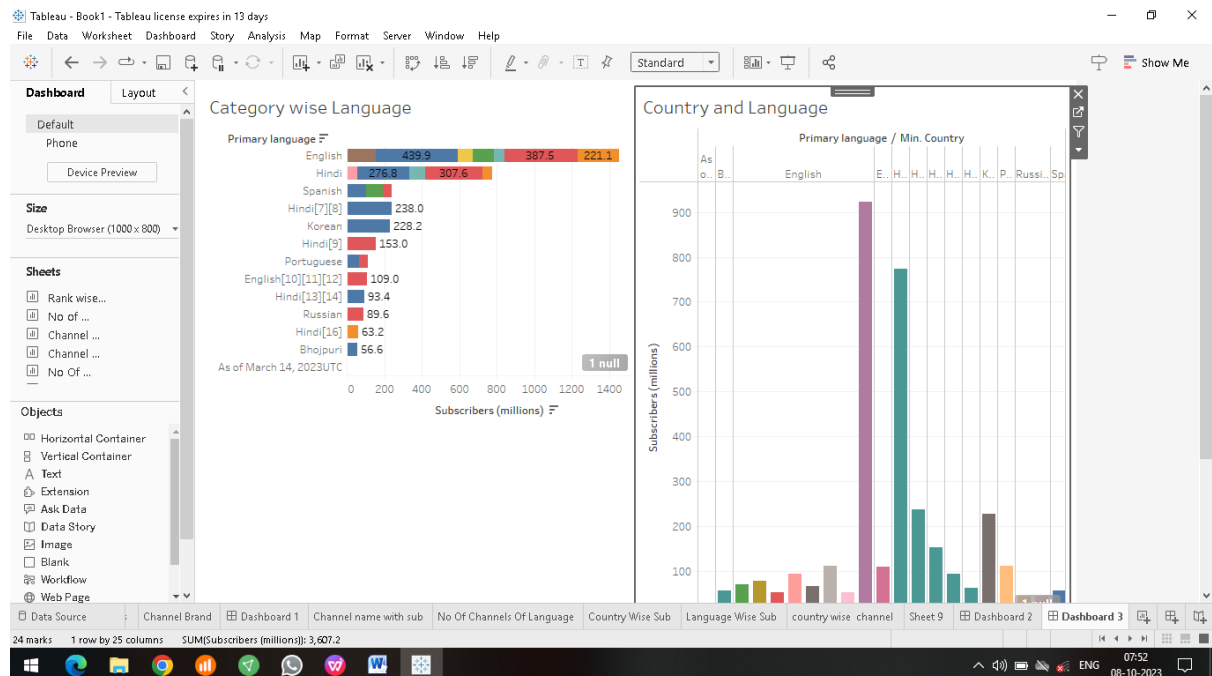 Tableau - Book1 - Tableau license expires in 13 days
File Data Worksheet Dashboard Story Analysis Map Format Server Window Help
Standard
Show Me
Dashboard Layout
Default
Phone
Device Preview
Size
Desktop Browser (1000 x 800)
Sheets
Rank wise...
No of ...
Channel ...
Channel ...
No Of ...
Objects
Horizontal Container
Vertical Container
Text
Extension
Ask Data
Data Story
Image
Blank
Workflow
Web Page
Category wise Language
Primary language
English 439.9 387.5 221.1
Hindi 276.8 307.6
Spanish
Hindi[7][8] 238.0
Korean 228.2
Hindi[9] 153.0
Portuguese
English[10][11][12] 109.0
Hindi[13][14] 93.4
Russian 89.6
Hindi[16] 63.2
Bhojpuri 56.6
As of March 14, 2023UTC
1 null
0 200 400 600 800 1000 1200 1400
Subscribers (millions)
Country and Language
Primary language / Min. Country
As
o.. B.. English E.. H.. H.. H.. H.. H.. K.. P.. Russi.. Sp
900
800
700
600
500
400
300
200
100
Subscribers (millions)
Data Source Channel Brand Dashboard 1 Channel name with sub No Of Channels Of Language Country Wise Sub Language Wise Sub country wise channel Sheet 9 Dashboard 2 Dashboard 3
24 marks 1 row by 25 columns SUM(Subscribers (millions)): 3,607.2
ENG
07:52
08-10-2023